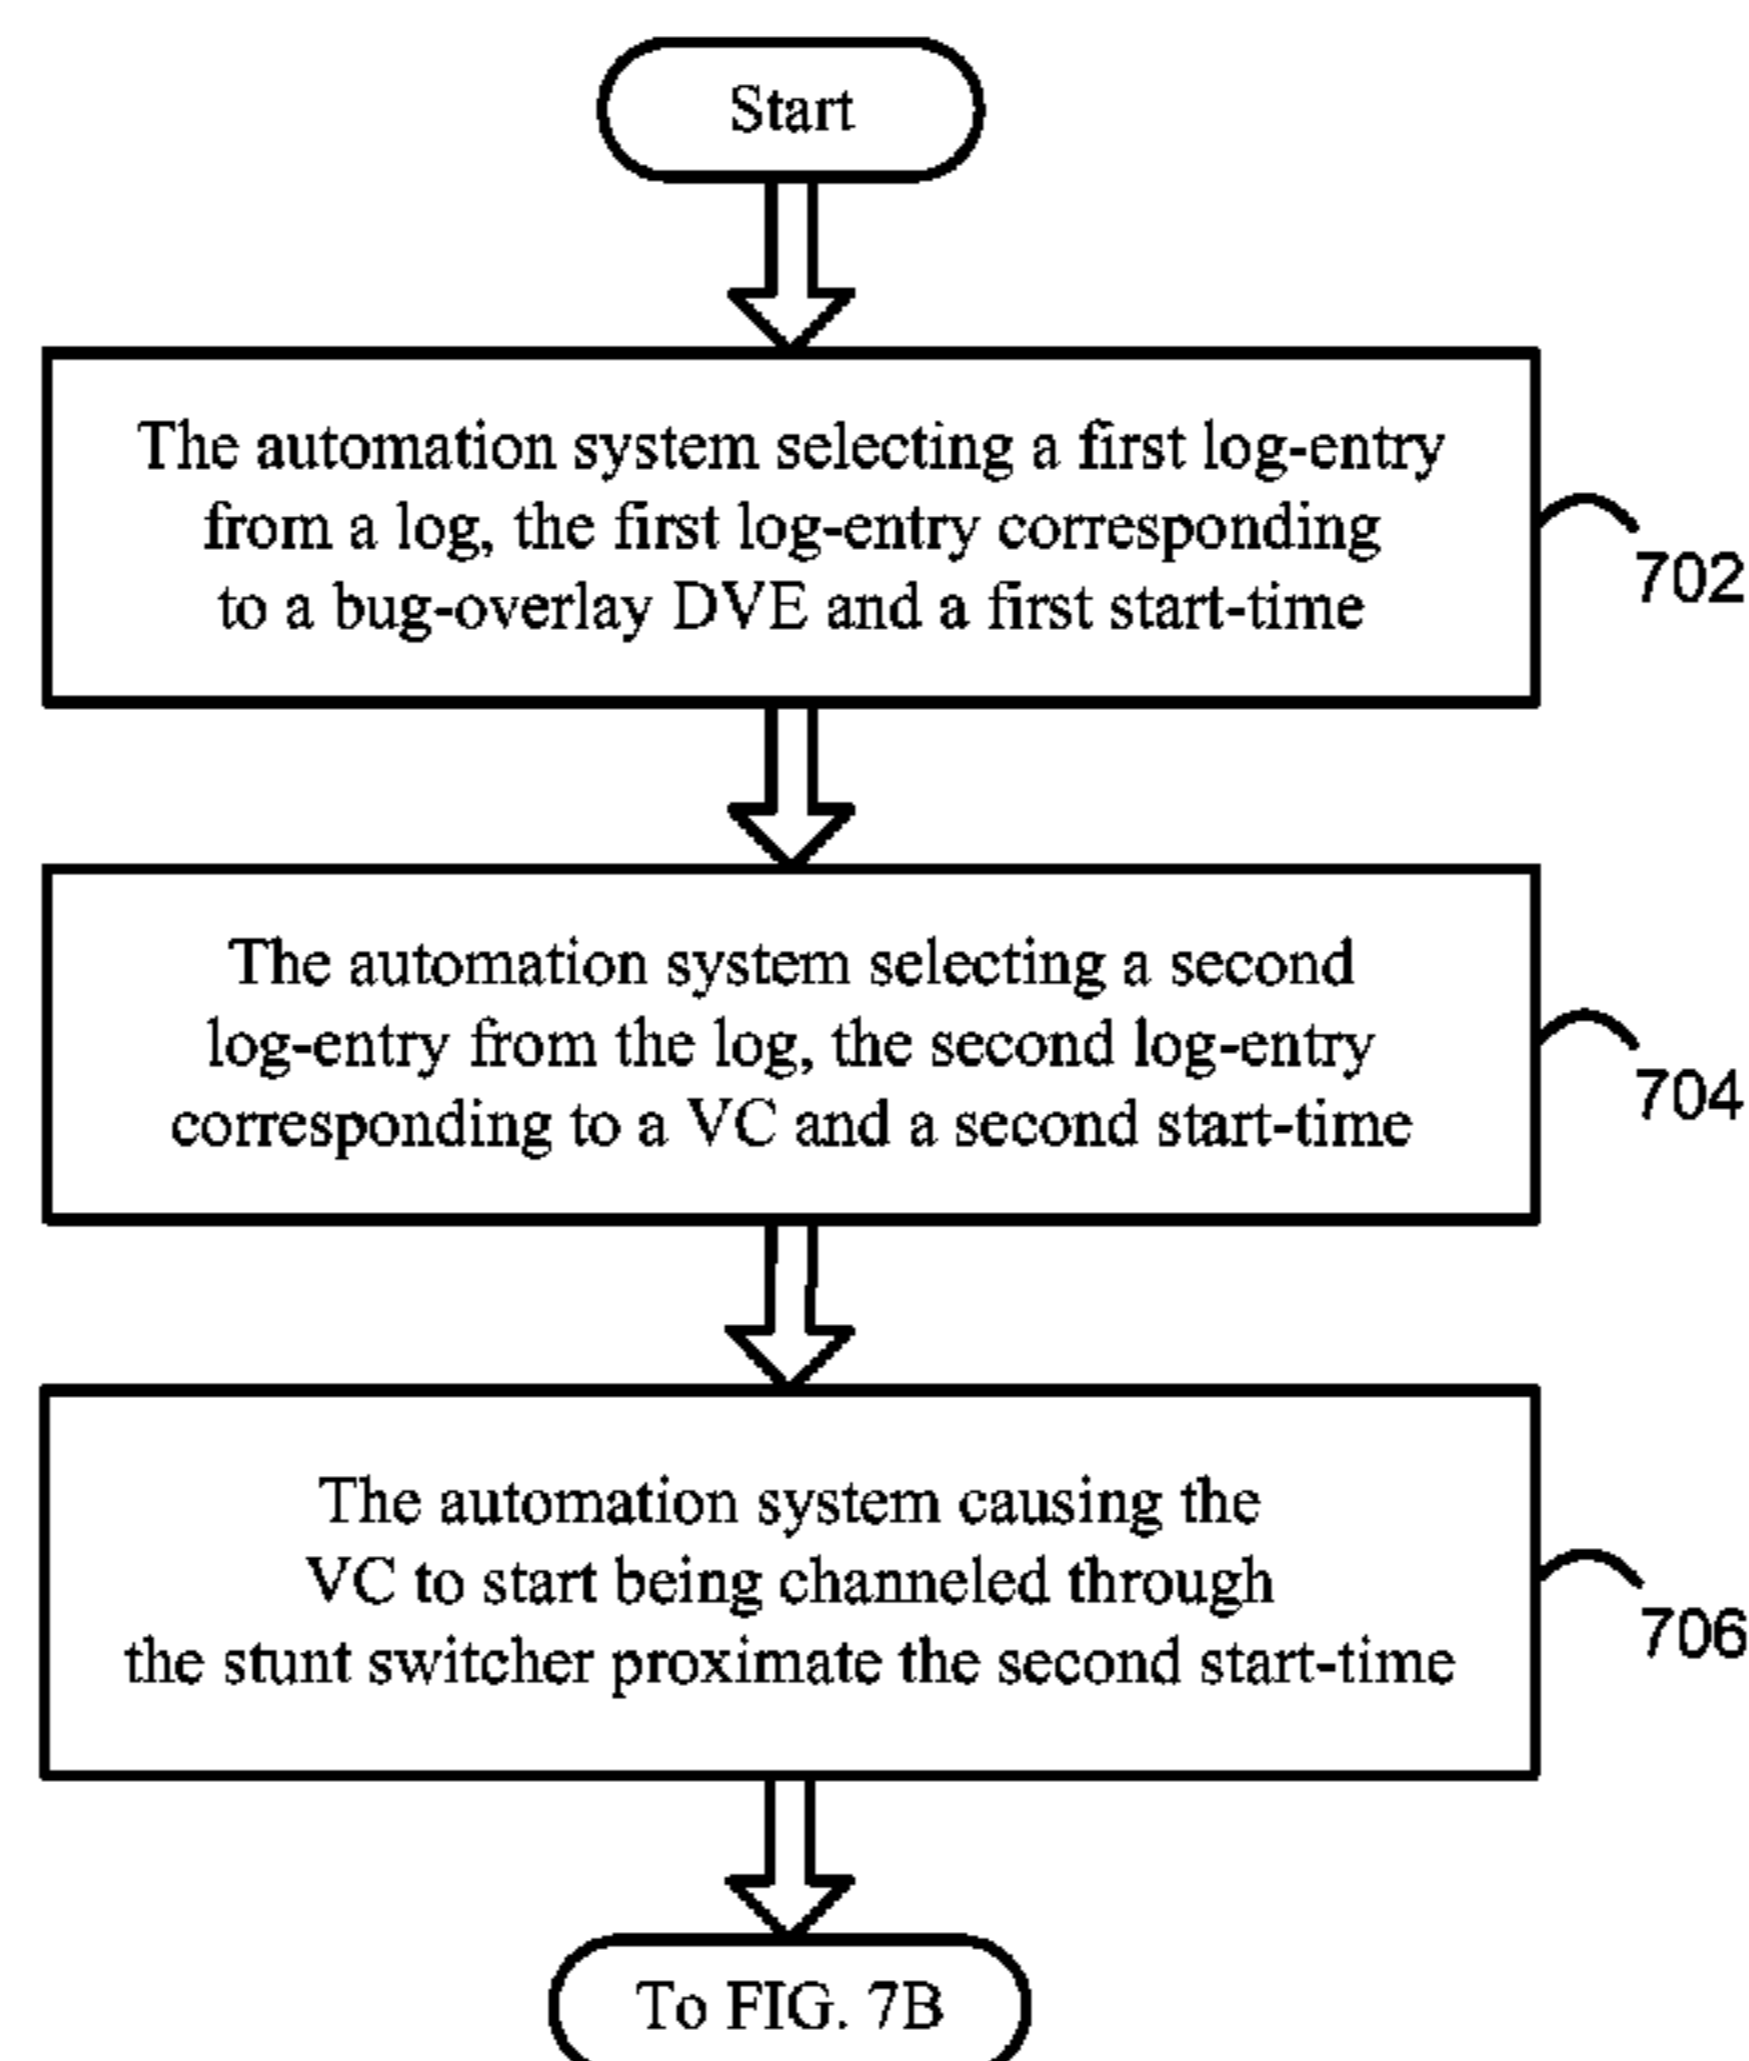 Start
The automation system selecting a first log-entry
from a log, the first log-entry corresponding
to a bug-overlay DVE and a first start-time
702
The automation system selecting a second
log-entry from the log, the second log-entry
corresponding to a VC and a second start-time
704
The automation system causing the
VC to start being channeled through
the stunt switcher proximate the second start-time
706
To FIG. 7B